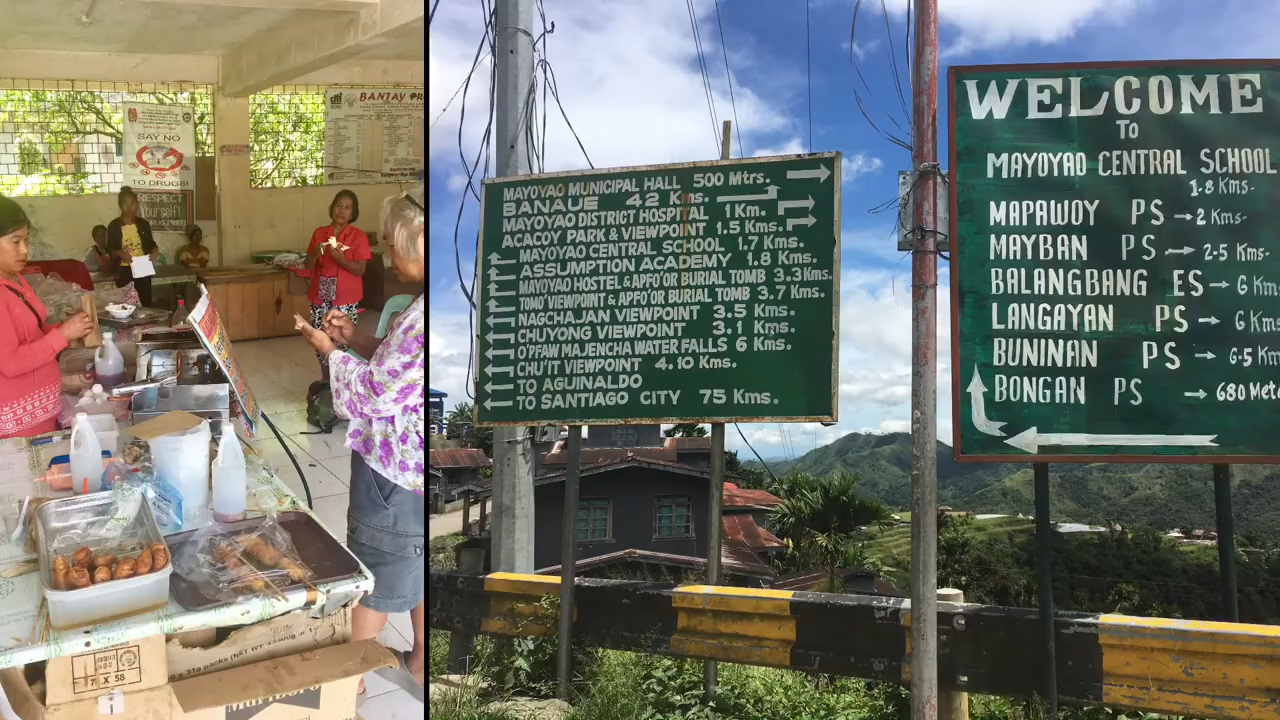 SAY NO
TO DRUGS!
RESPECT
Yourself!
citi
BANTAY PR
MAYOYAO MUNICIPAL HALL 500 Mtrs.
BANAUE 42 Kms.
MAYOYAO DISTRICT HOSPITAL 1 Km.
ACACOY PARK & VIEWPOINT 1.5 Kms.
MAYOYAO CENTRAL SCHOOL 1.7 Kms.
ASSUMPTION ACADEMY 1.8 Kms.
MAYOYAO HOSTEL & APFO'OR BURIAL TOMB 3.3 Kms.
TOMO' VIEWPOINT & APFO'OR BURIAL TOMB 3.7 Kms.
NAGCHAJAN VIEWPOINT 3.5 Kms.
CHUYONG VIEWPOINT 3.1 Kms.
O'PFAW MAJENCHA WATER FALLS 6 Kms.
CHU'IT VIEWPOINT 4.10 Kms.
TO AGUINALDO
TO SANTIAGO CITY 75 Kms.
WELCOME
TO
MAYOYAO CENTRAL SCHOOL
1.8 Kms.
MAPAWOY PS → 2 Kms.
MAYBAN PS → 2.5 Kms.
BALANGBANG ES → 6 Kms
LANGAYAN PS → 6 Kms
BUNINAN PS → 6.5 Kms
BONGAN PS → 680 Mete